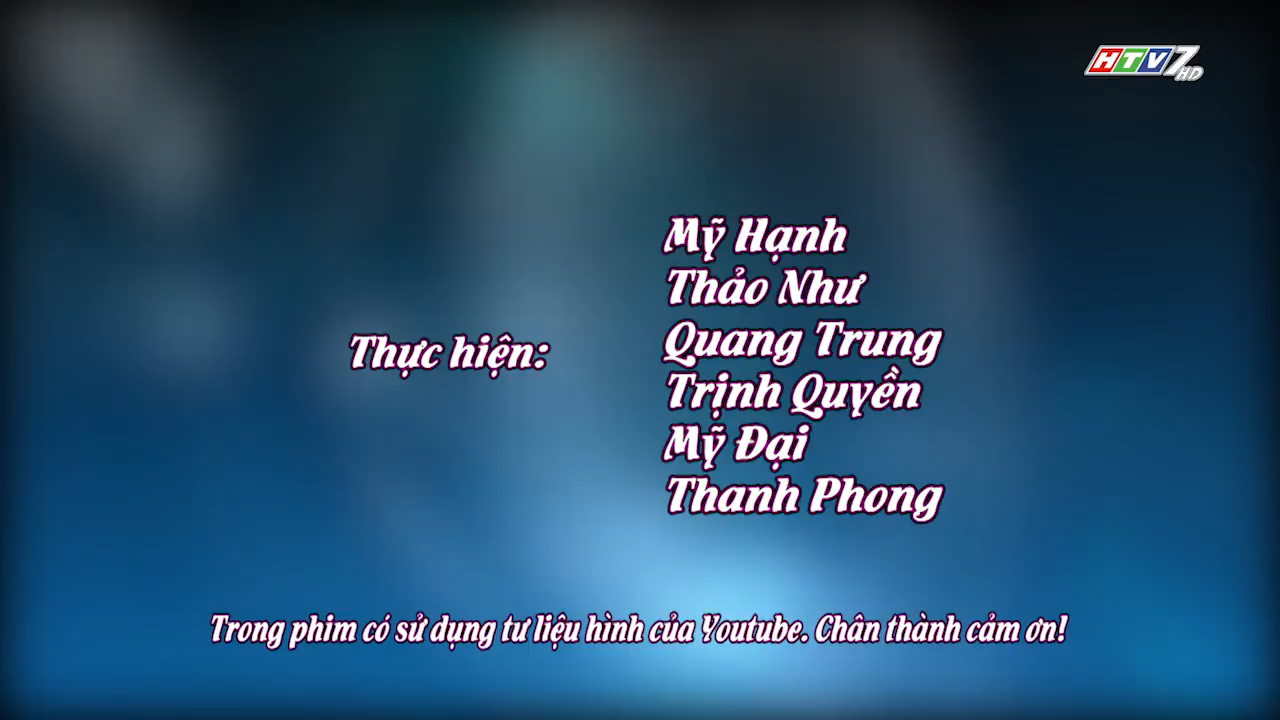 HTV7 HD
Mỹ Hạnh
Thảo Như
Quang Trung
Thực hiện:
Trịnh Quyền
Mỹ Đại
Thanh Phong
Trong phim có sử dụng tư liệu hình của Youtube. Chân thành cảm ơn!